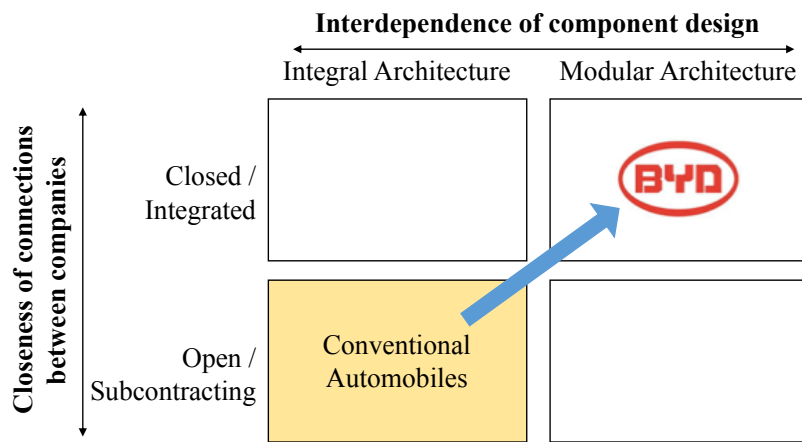 Interdependence of component design
Integral Architecture
Modular Architecture
Closeness of connections
between companies
Closed /
Integrated
BYD
Open /
Subcontracting
Conventional
Automobiles